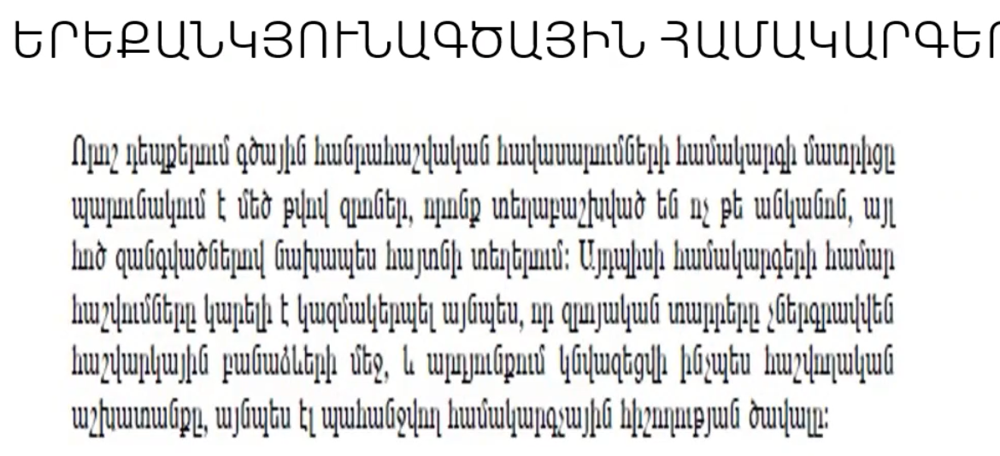 ԵՐԵՔԱՆԿՅՈՒՆԱԳԾԱՅԻՆ ՀԱՄԱԿԱՐԳԵՐ
Որոշ դեպքերում գծային հանրահաշվական հավասարումների համակարգի մատրիցը
պարունակում է մեծ թվով զրոներ, որոնք տեղաբաշխված են ոչ թե անկանոն, այլ
հոծ զանգվածներով նախապես հայտնի տեղերում: Այդպիսի համակարգերի համար
հաշվումները կարելի է կազմակերպել այնպես, որ զրոյական տարրերը չներգրավվեն
հաշվարկային բանաձևերի մեջ, և արդյունքում կնվազեցվի ինչպես հաշվողական
աշխատանքը, այնպես էլ պահանջվող համակարգչային հիշողության ծավալը: